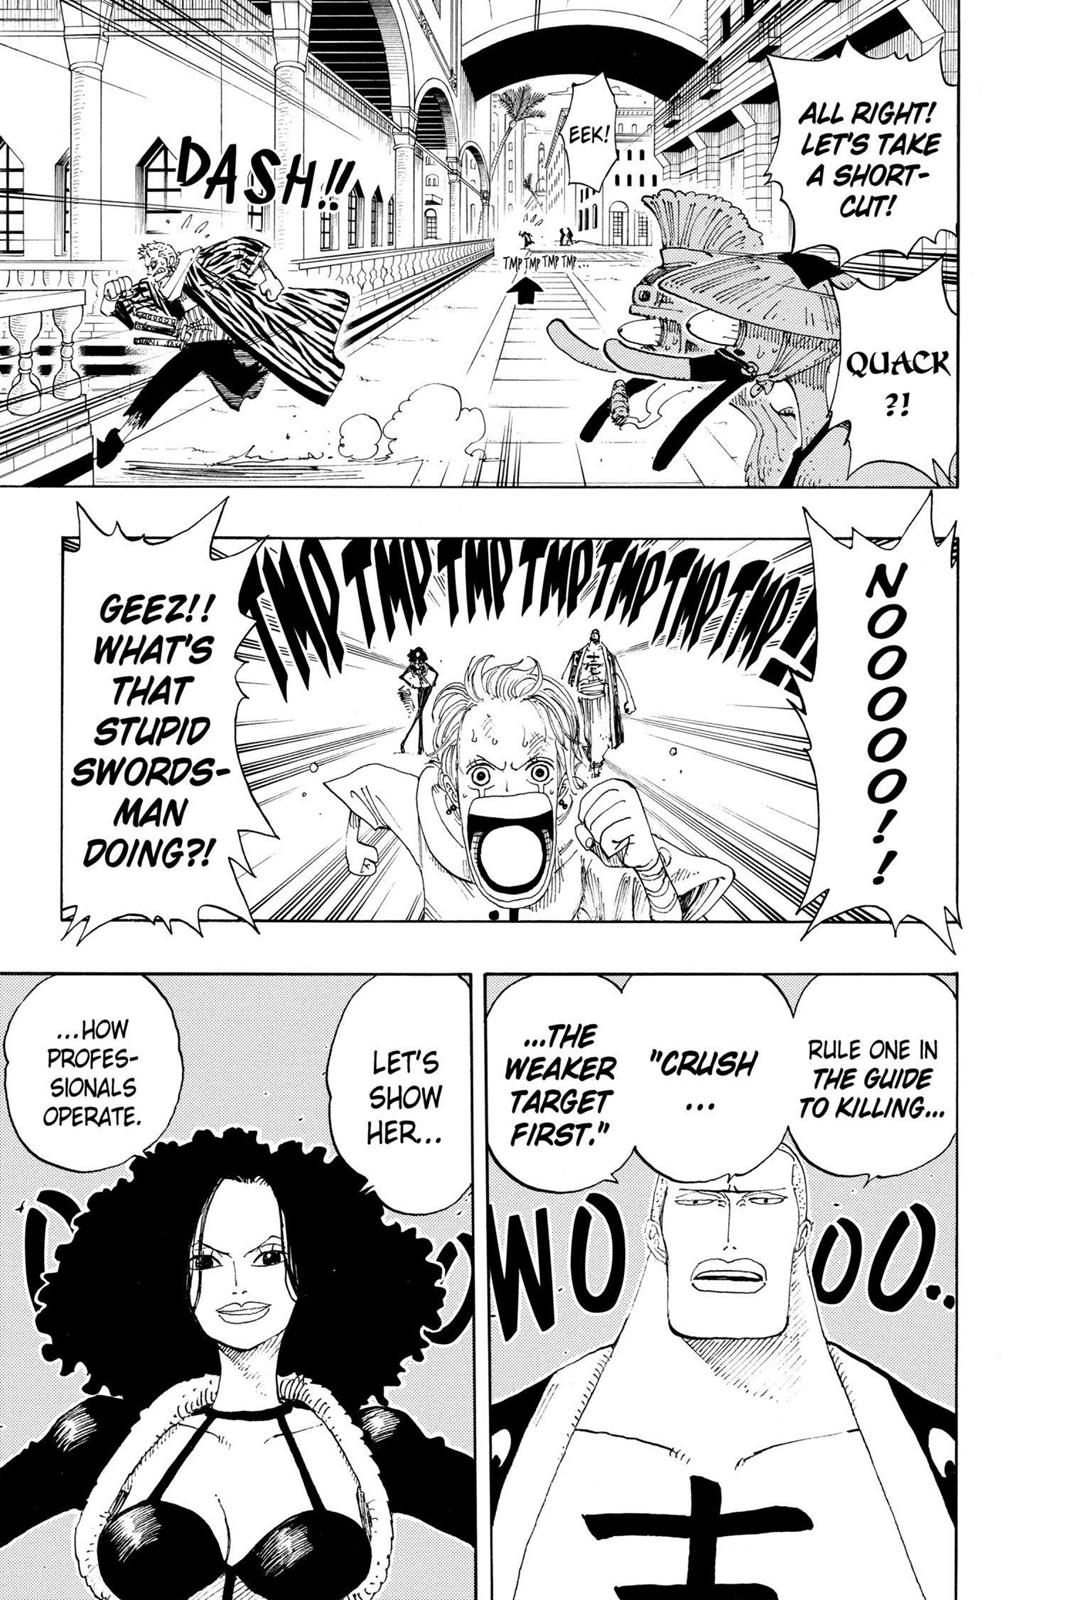 ALL RIGHT!
LET'S TAKE
A SHORT-
CUT!
EEK!
DASH!!
TMP TMP TMP TMP...
QUACK
?!
NOOOOO!!
TMP TMP TMP TMP TMP TMP TMP!!
GEEZ!!
WHAT'S
THAT
STUPID
SWORDS-
MAN
DOING?!
RULE ONE IN
THE GUIDE
TO KILLING...
"CRUSH
...
...THE
WEAKER
TARGET
FIRST."
LET'S
SHOW
HER...
...HOW
PROFES-
SIONALS
OPERATE.